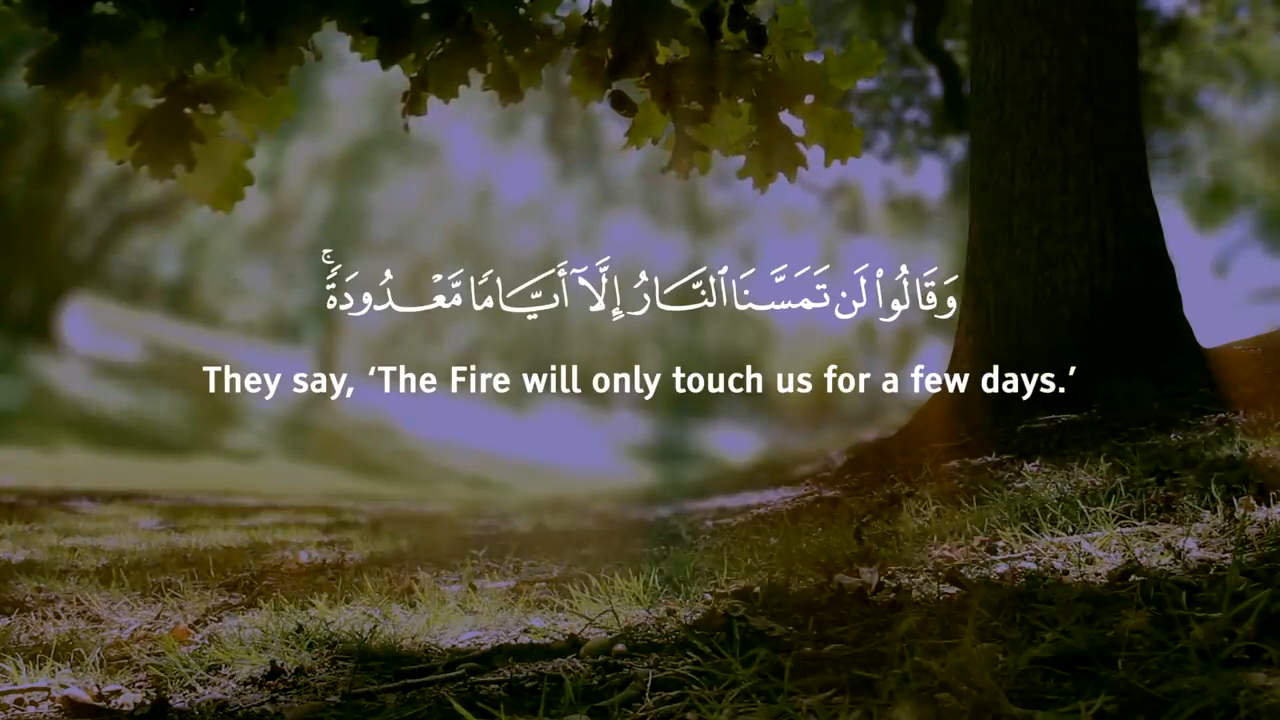 وَقَالُوا۟ لَن تَمَسَّنَا ٱلنَّارُ إِلَّآ أَيَّامًا مَّعْدُودَةً ۚ
They say, ‘The Fire will only touch us for a few days.’